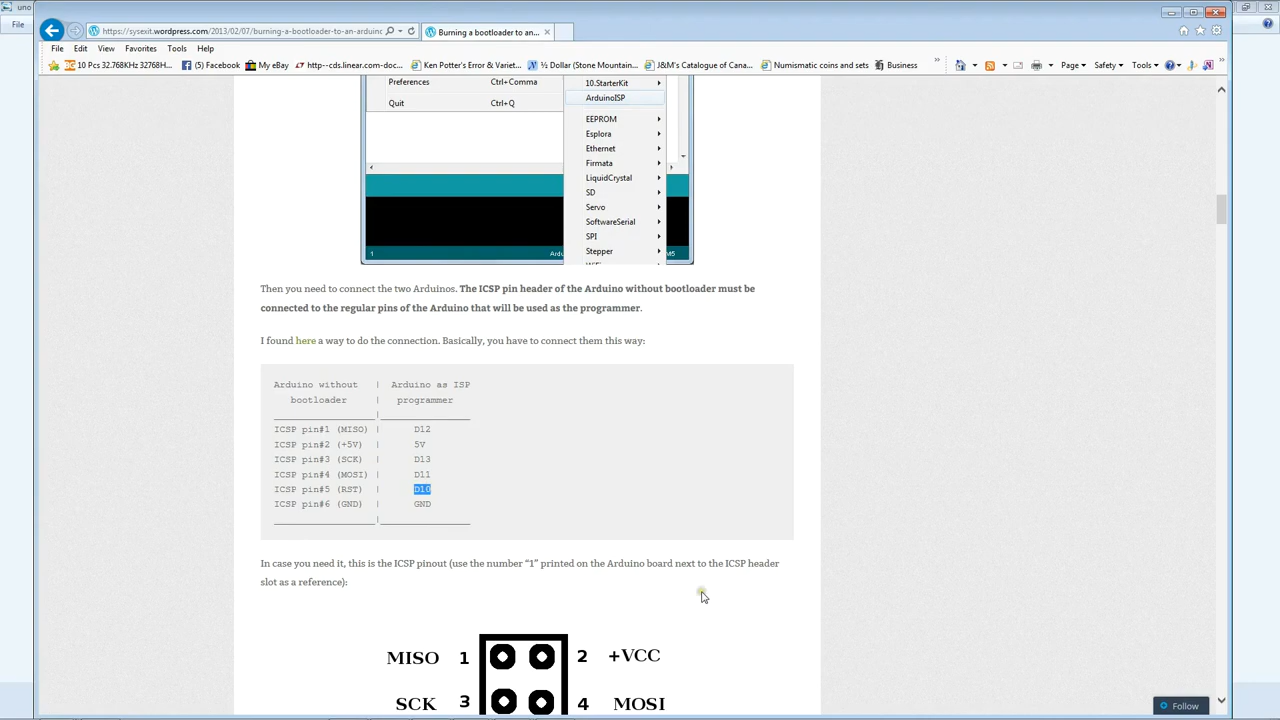 uno
File
https://sysexit.wordpress.com/2013/02/07/burning-a-bootloader-to-an-arduino
Burning a bootloader to an...
File Edit View Favorites Tools Help
10 Pcs 32.768KHz 32768H... (5) Facebook My eBay http--cds.linear.com-doc... Ken Potter's Error & Variet... ½ Dollar (Stone Mountain... J&M's Catalogue of Cana... Numismatic coins and sets Business
Page Safety Tools
Preferences Ctrl+Comma
Quit Ctrl+Q
10.StarterKit
ArduinoISP
EEPROM
Esplora
Ethernet
Firmata
LiquidCrystal
SD
Servo
SoftwareSerial
SPI
Stepper
1
Then you need to connect the two Arduinos. The ICSP pin header of the Arduino without bootloader must be
connected to the regular pins of the Arduino that will be used as the programmer.
I found here a way to do the connection. Basically, you have to connect them this way:
Arduino without | Arduino as ISP
bootloader | programmer
ICSP pin#1 (MISO) | D12
ICSP pin#2 (+5V) | 5V
ICSP pin#3 (SCK) | D13
ICSP pin#4 (MOSI) | D11
ICSP pin#5 (RST) | D10
ICSP pin#6 (GND) | GND
In case you need it, this is the ICSP pinout (use the number “1” printed on the Arduino board next to the ICSP header
slot as a reference):
MISO 1 2 +VCC
SCK 3 4 MOSI
Follow